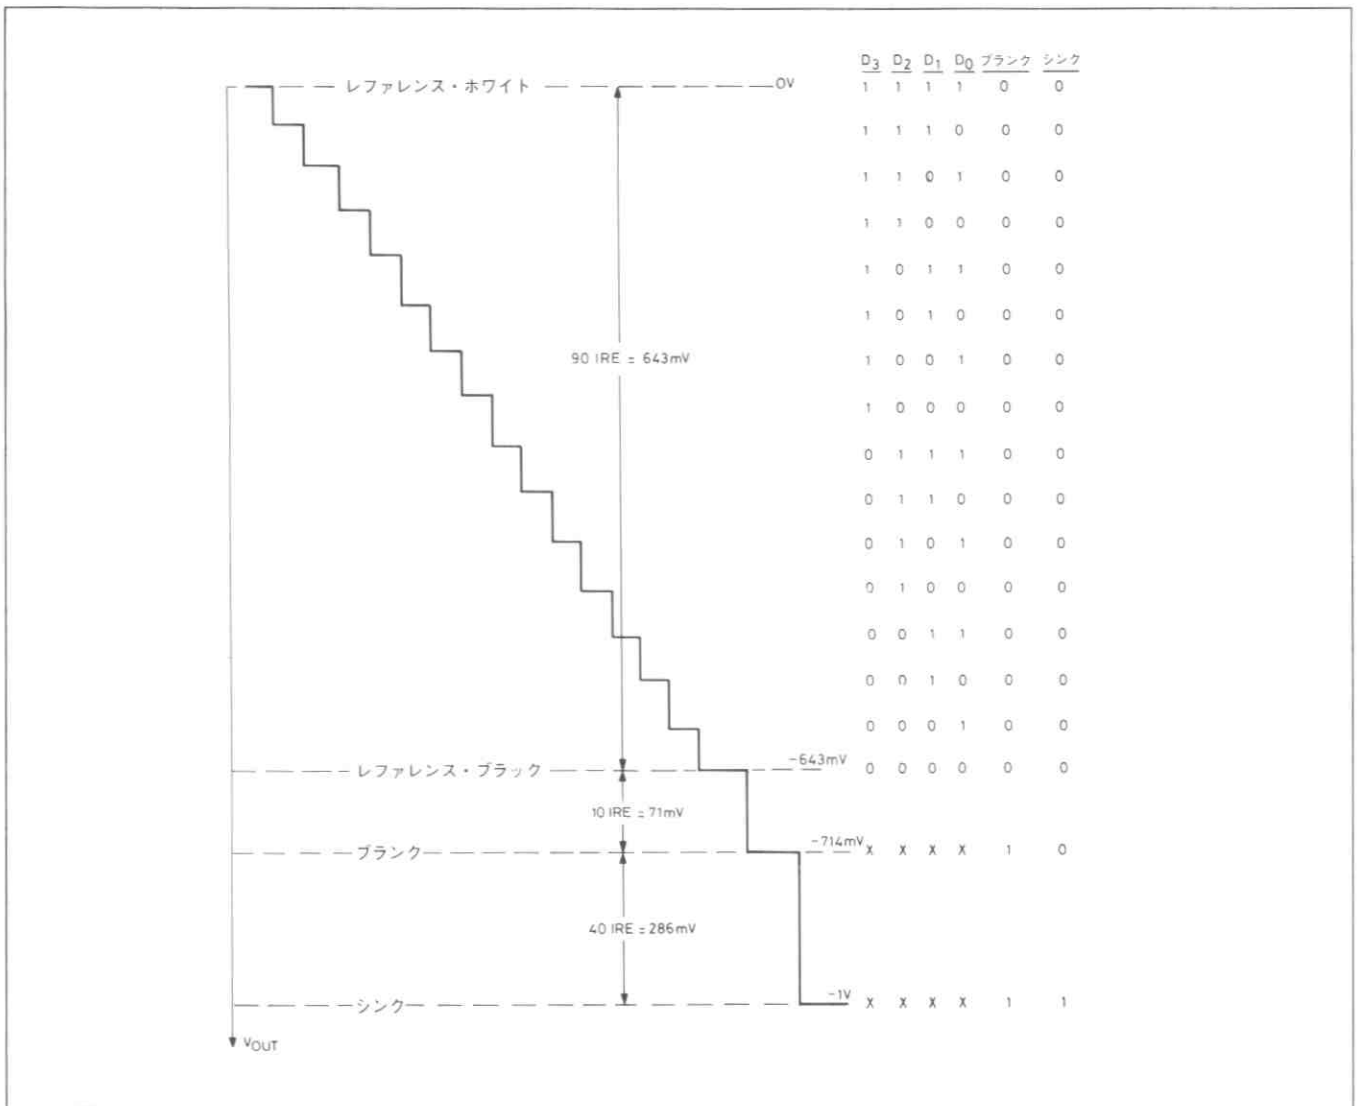 D3 D2 D1 D0 ブランク シンク
レファレンス・ホワイト 0V 1 1 1 1 0 0
1 1 1 0 0 0
1 1 0 1 0 0
1 1 0 0 0 0
1 0 1 1 0 0
1 0 1 0 0 0
90 IRE = 643mV 1 0 0 1 0 0
1 0 0 0 0 0
0 1 1 1 0 0
0 1 1 0 0 0
0 1 0 1 0 0
0 1 0 0 0 0
0 0 1 1 0 0
0 0 1 0 0 0
0 0 0 1 0 0
レファレンス・ブラック -643mV 0 0 0 0 0 0
10 IRE = 71mV
ブランク -714mV X X X X 1 0
40 IRE = 286mV
シンク -1V X X X X 1 1
VOUT